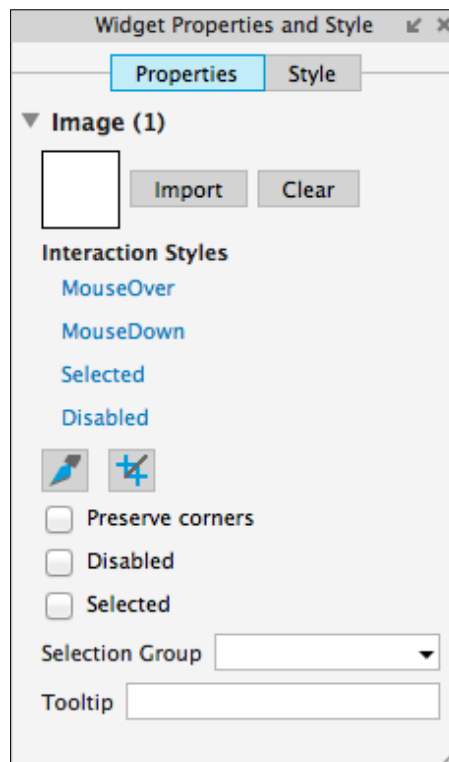 Widget Properties and Style
Properties Style
Image (1)
Import Clear
Interaction Styles
MouseOver
MouseDown
Selected
Disabled
Preserve corners
Disabled
Selected
Selection Group
Tooltip